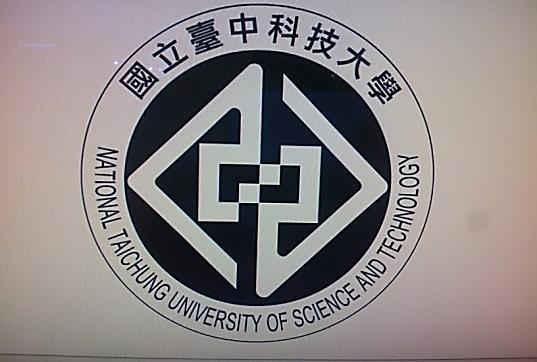 國立臺中科技大學
NATIONAL TAICHUNG UNIVERSITY OF SCIENCE AND TECHNOLOGY